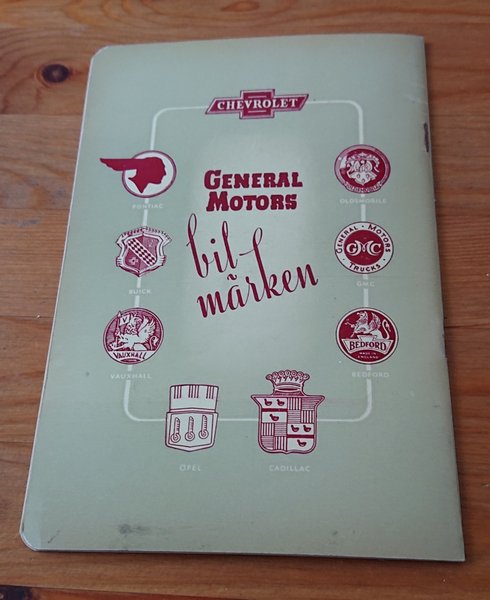 CHEVROLET
PONTIAC
OLDSMOBILE
GENERAL
MOTORS
bil-
märken
BUICK
GENERAL • MOTORS
GMC
TRUCKS
GMC
VAUXHALL
VAUXHALL
BEDFORD
MADE IN
ENGLAND
BEDFORD
OPEL
CADILLAC